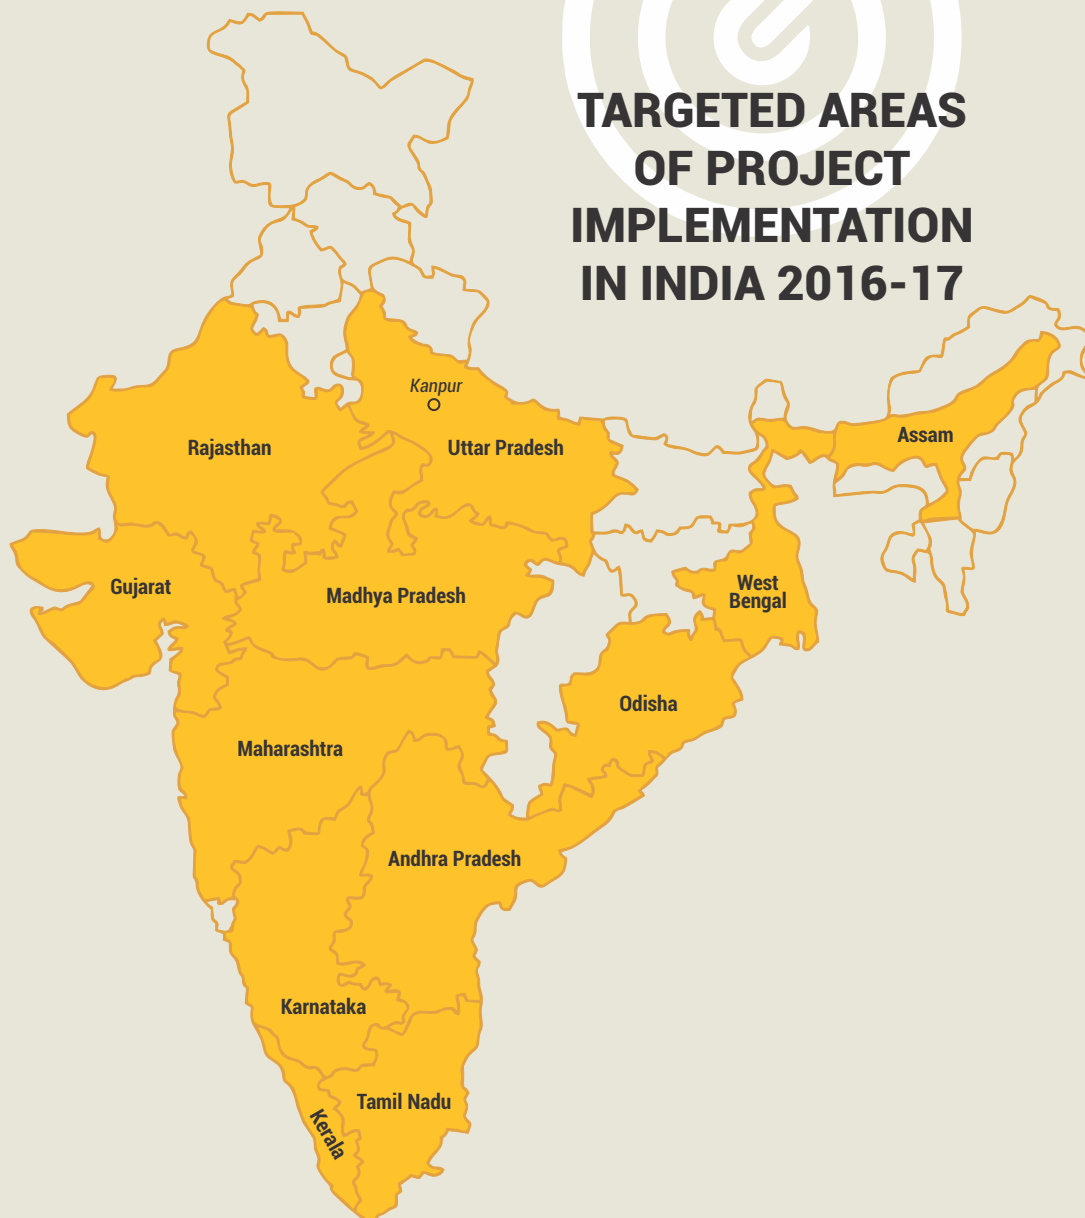 TARGETED AREAS
OF PROJECT
IMPLEMENTATION
IN INDIA 2016-17
Kanpur
Rajasthan
Uttar Pradesh
Assam
Gujarat
Madhya Pradesh
West
Bengal
Odisha
Maharashtra
Andhra Pradesh
Karnataka
Tamil Nadu
Kerala